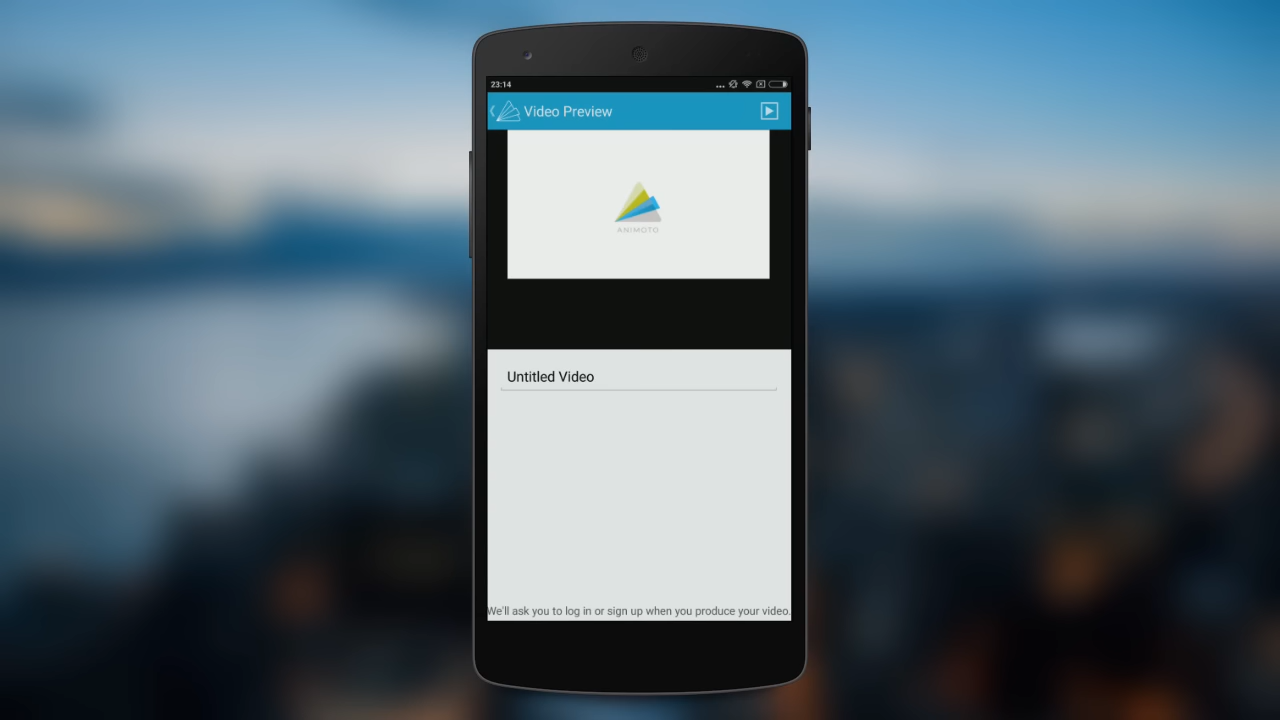 23:14
Video Preview
ANIMOTO
Untitled Video
We'll ask you to log in or sign up when you produce your video.